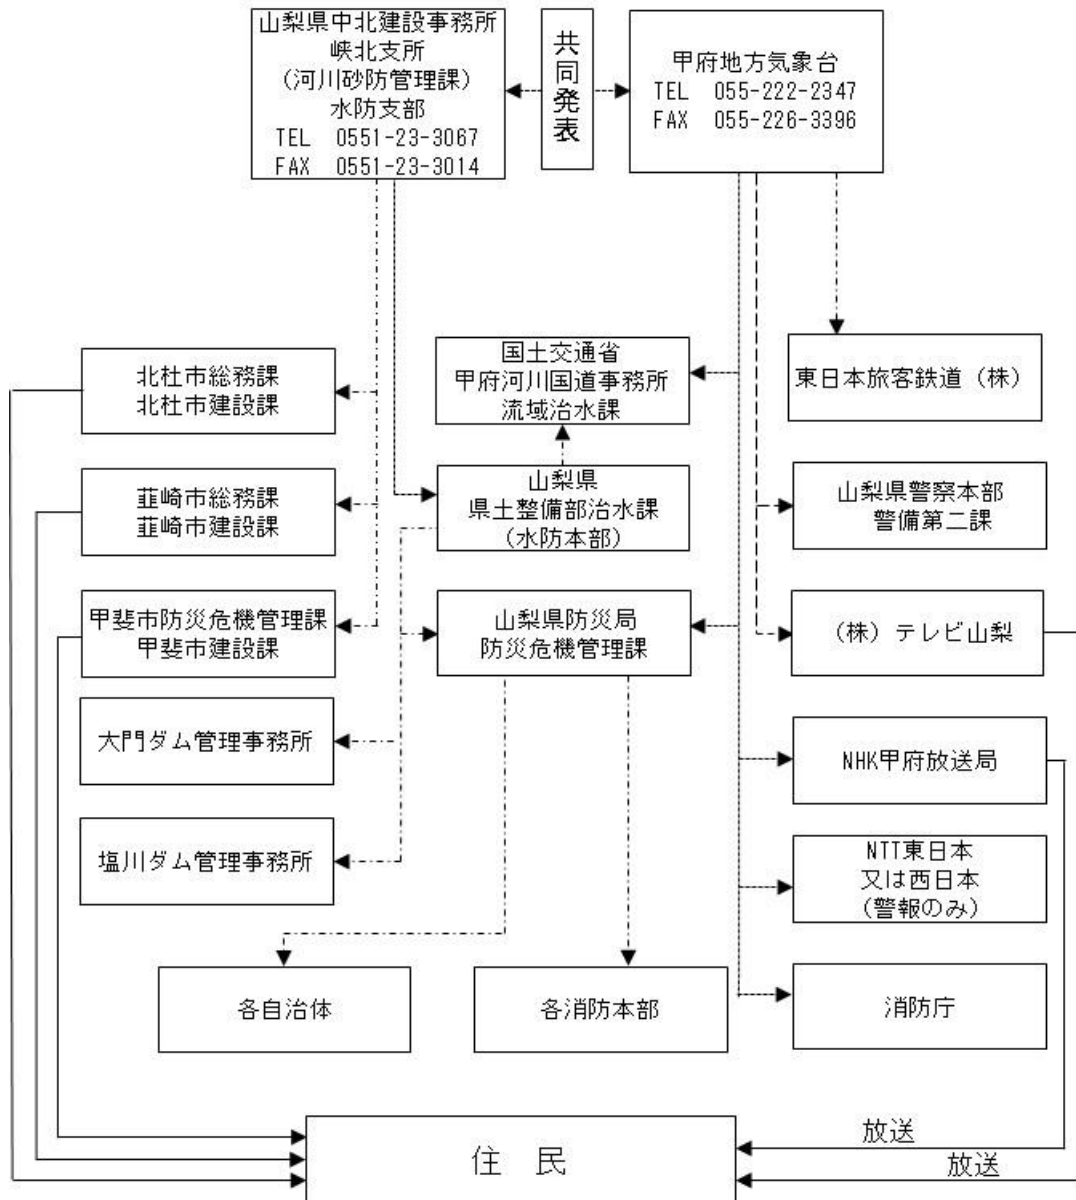 山梨県中北建設事務所
峡北支所
(河川砂防管理課)
水防支部
TEL 0551-23-3067
FAX 0551-23-3014
共同発表
甲府地方気象台
TEL 055-222-2347
FAX 055-226-3396
北杜市総務課
北杜市建設課
国土交通省
甲府河川国道事務所
流域治水課
東日本旅客鉄道(株)
韮崎市総務課
韮崎市建設課
山梨県
県土整備部治水課
(水防本部)
山梨県警察本部
警備第二課
甲斐市防災危機管理課
甲斐市建設課
山梨県防災局
防災危機管理課
(株)テレビ山梨
大門ダム管理事務所
NHK甲府放送局
塩川ダム管理事務所
NTT東日本
又は西日本
(警報のみ)
各自治体
各消防本部
消防庁
住 民
放送
放送